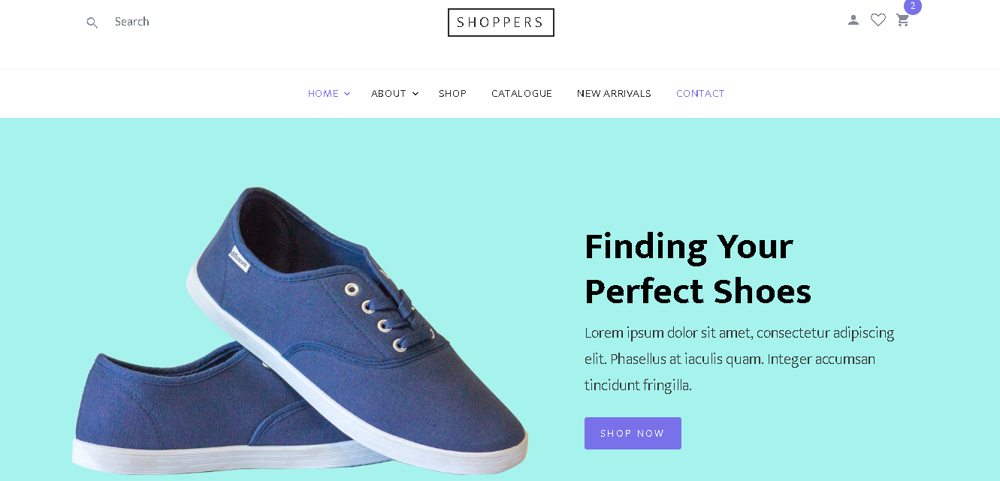 Search
SHOPPERS
2
HOME
ABOUT
SHOP
CATALOGUE
NEW ARRIVALS
CONTACT
Finding Your
Perfect Shoes
Lorem ipsum dolor sit amet, consectetur adipiscing
elit. Phasellus at iaculis quam. Integer accumsan
tincidunt fringilla.
SHOP NOW